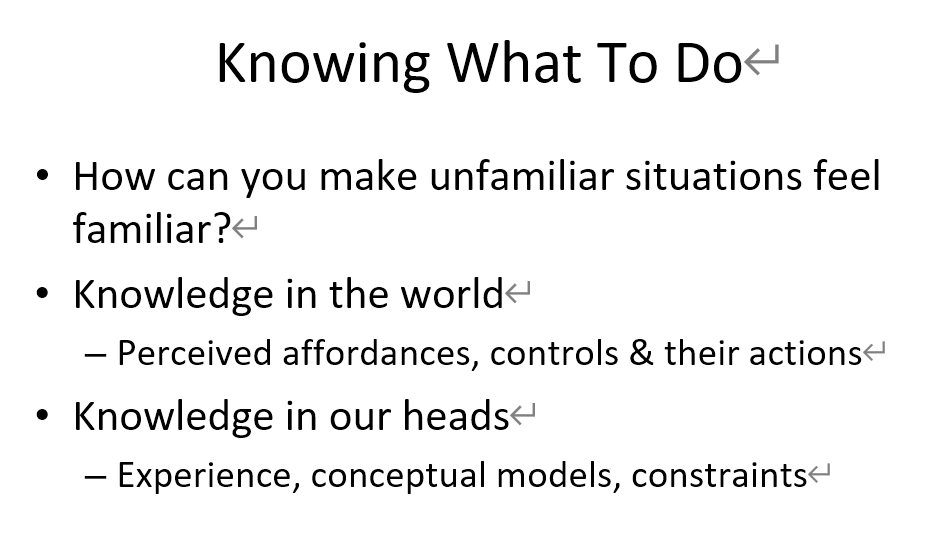 Knowing What To Do
• How can you make unfamiliar situations feel
familiar?
• Knowledge in the world
– Perceived affordances, controls & their actions
• Knowledge in our heads
– Experience, conceptual models, constraints